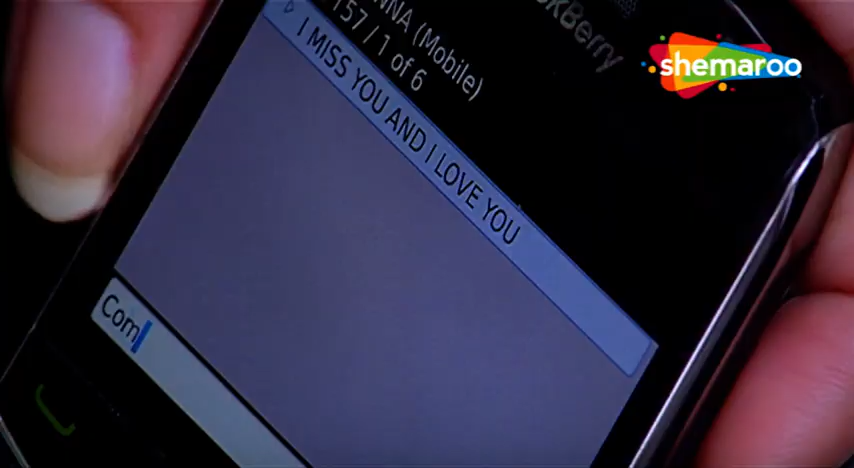 NNA (Mobile)
157 / 1 of 6
I MISS YOU AND I LOVE YOU
Com
shemaroo